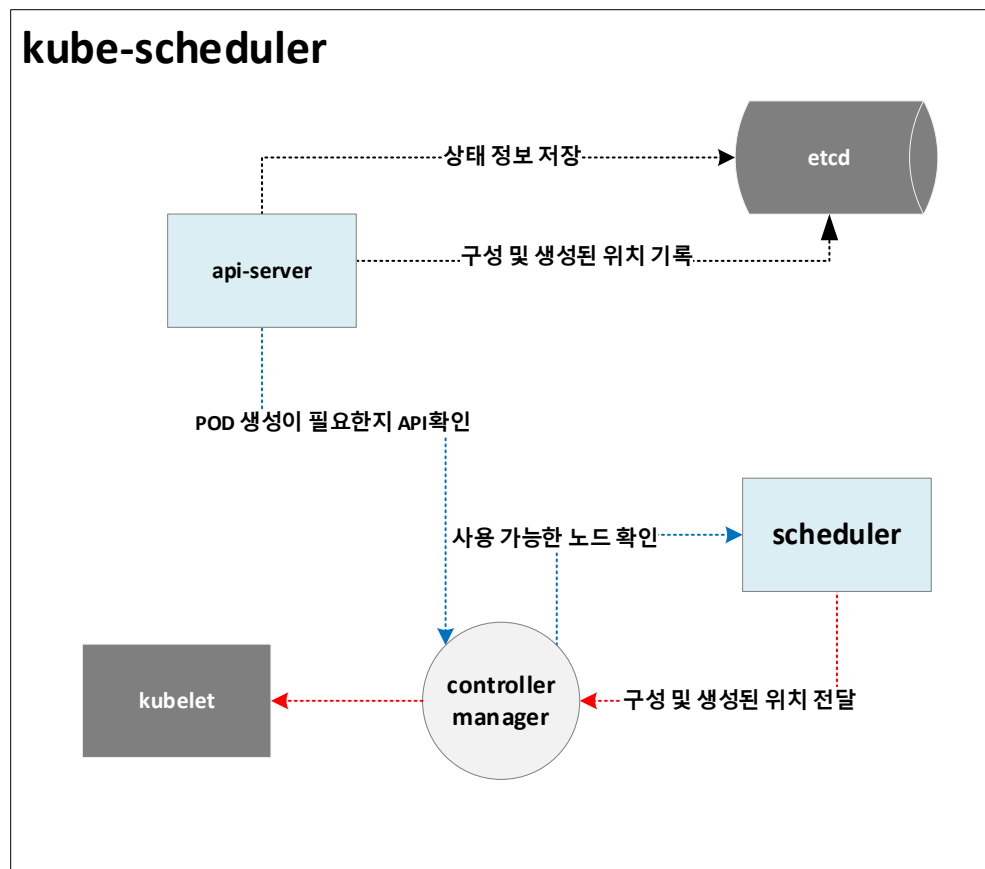 kube-scheduler
상태 정보 저장
etcd
api-server
구성 및 생성된 위치 기록
POD 생성이 필요한지 API확인
사용 가능한 노드 확인
scheduler
kubelet
controller
manager
구성 및 생성된 위치 전달